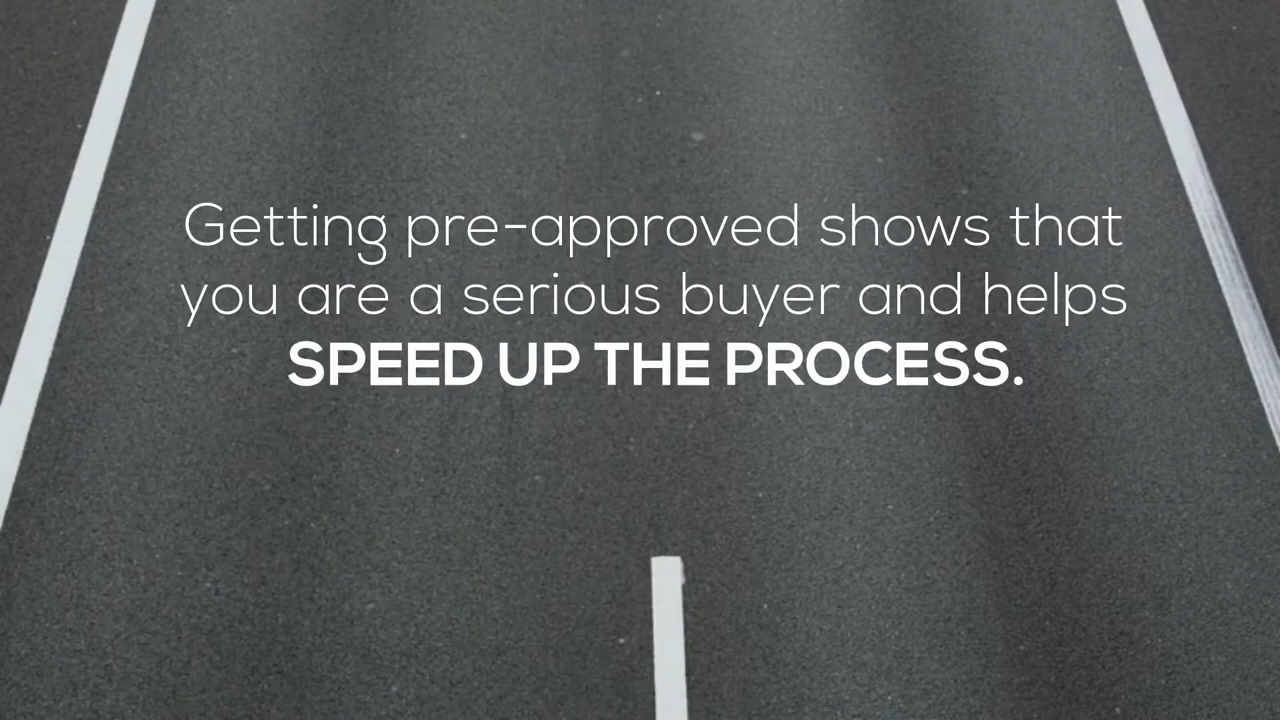 Getting pre-approved shows that
you are a serious buyer and helps
SPEED UP THE PROCESS.